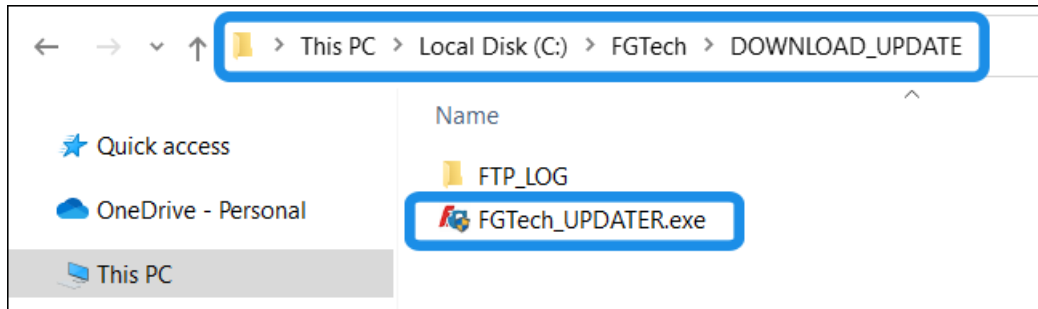 This PC > Local Disk (C:) > FGTech > DOWNLOAD_UPDATE
Name
Quick access
FTP_LOG
OneDrive - Personal
FGTech_UPDATER.exe
This PC